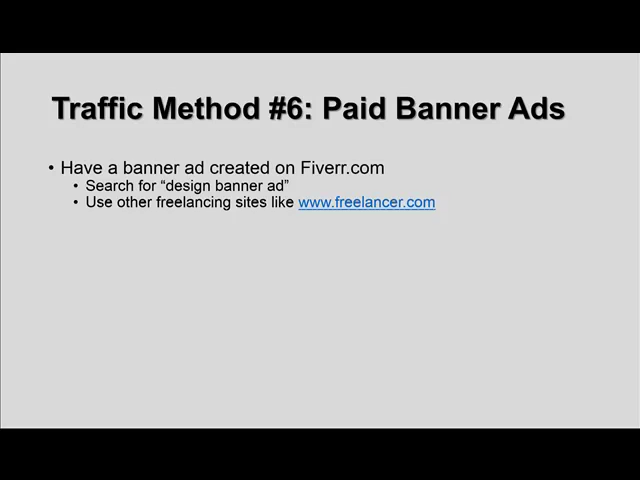 Traffic Method #6: Paid Banner Ads
• Have a banner ad created on Fiverr.com
• Search for “design banner ad”
• Use other freelancing sites like www.freelancer.com